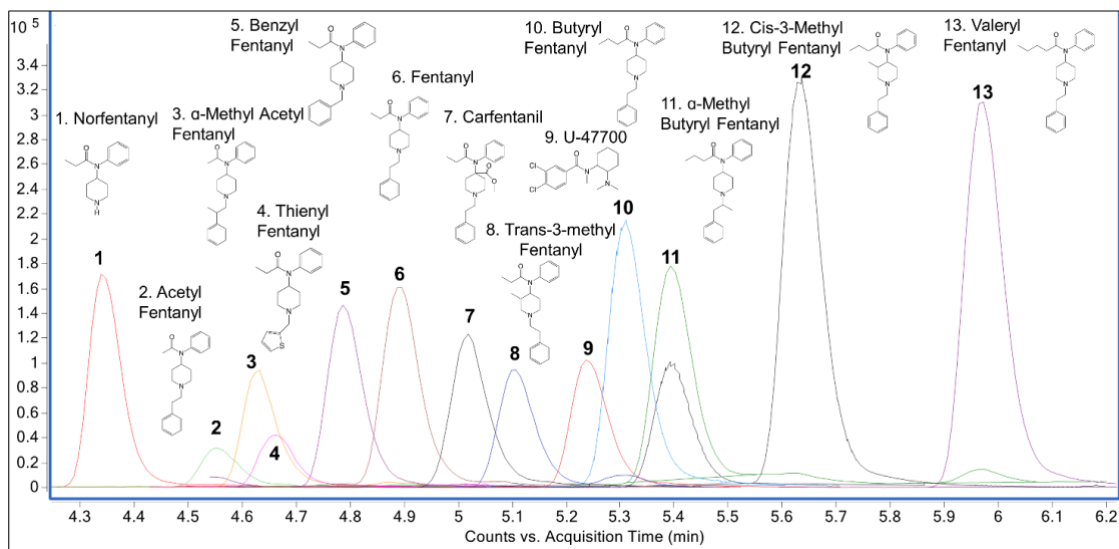 5. Benzyl
Fentanyl
10. Butyryl
Fentanyl
12. Cis-3-Methyl
Butyryl Fentanyl
13. Valeryl
Fentanyl
6. Fentanyl
1. Norfentanyl
3. α-Methyl Acetyl
Fentanyl
7. Carfentanil
11. α-Methyl
Butyryl Fentanyl
9. U-47700
4. Thienyl
Fentanyl
8. Trans-3-methyl
Fentanyl
2. Acetyl
Fentanyl
1
2
3
4
5
6
7
8
9
10
11
12
13
10 5
3.4
3.2
3
2.8
2.6
2.4
2.2
2
1.8
1.6
1.4
1.2
1
0.8
0.6
0.4
0.2
0
4.3 4.4 4.5 4.6 4.7 4.8 4.9 5 5.1 5.2 5.3 5.4 5.5 5.6 5.7 5.8 5.9 6 6.1 6.2
Counts vs. Acquisition Time (min)